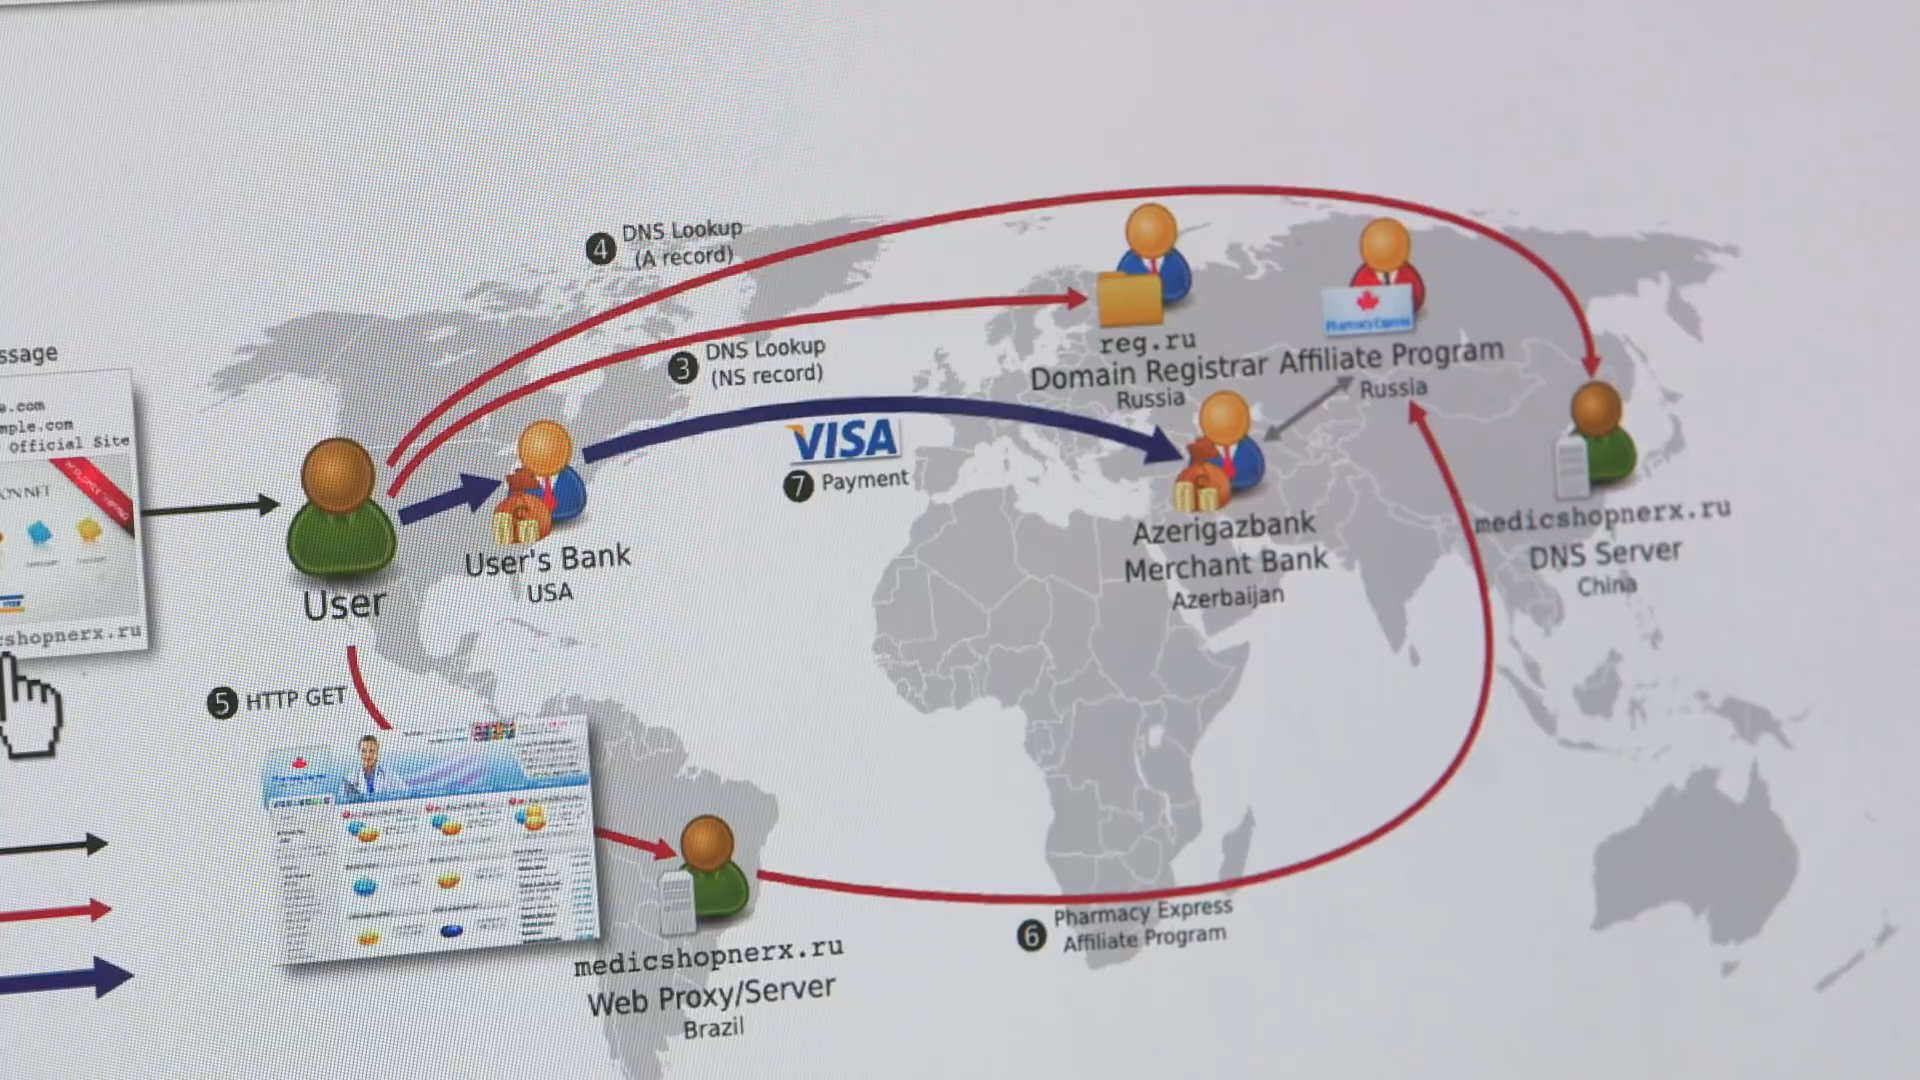 ssage
e.com
mple.com
Official Site
shopnerx.ru
4 DNS Lookup
(A record)
3 DNS Lookup
(NS record)
VISA
7 Payment
User
User's Bank
USA
reg.ru
Domain Registrar
Russia
Pharmacy Express
Affiliate Program
Russia
Azerigazbank
Merchant Bank
Azerbaijan
medicshopnerx.ru
DNS Server
China
5 HTTP GET
medicshopnerx.ru
Web Proxy/Server
Brazil
6 Pharmacy Express
Affiliate Program